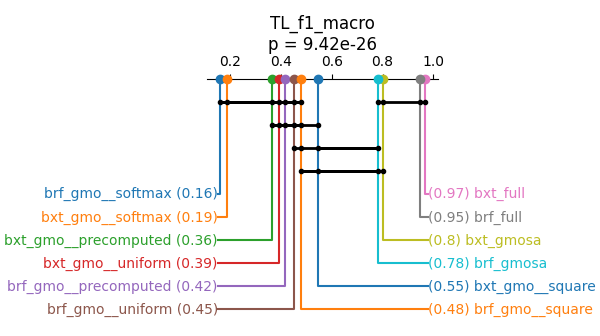 TL_f1_macro
p = 9.42e-26
0.2 0.4 0.6 0.8 1.0
brf_gmo__softmax (0.16)
(0.97) bxt_full
bxt_gmo__softmax (0.19)
(0.95) brf_full
bxt_gmo__precomputed (0.36)
(0.8) bxt_gmosa
bxt_gmo__uniform (0.39)
(0.78) brf_gmosa
brf_gmo__precomputed (0.42)
(0.55) bxt_gmo__square
brf_gmo__uniform (0.45)
(0.48) brf_gmo__square